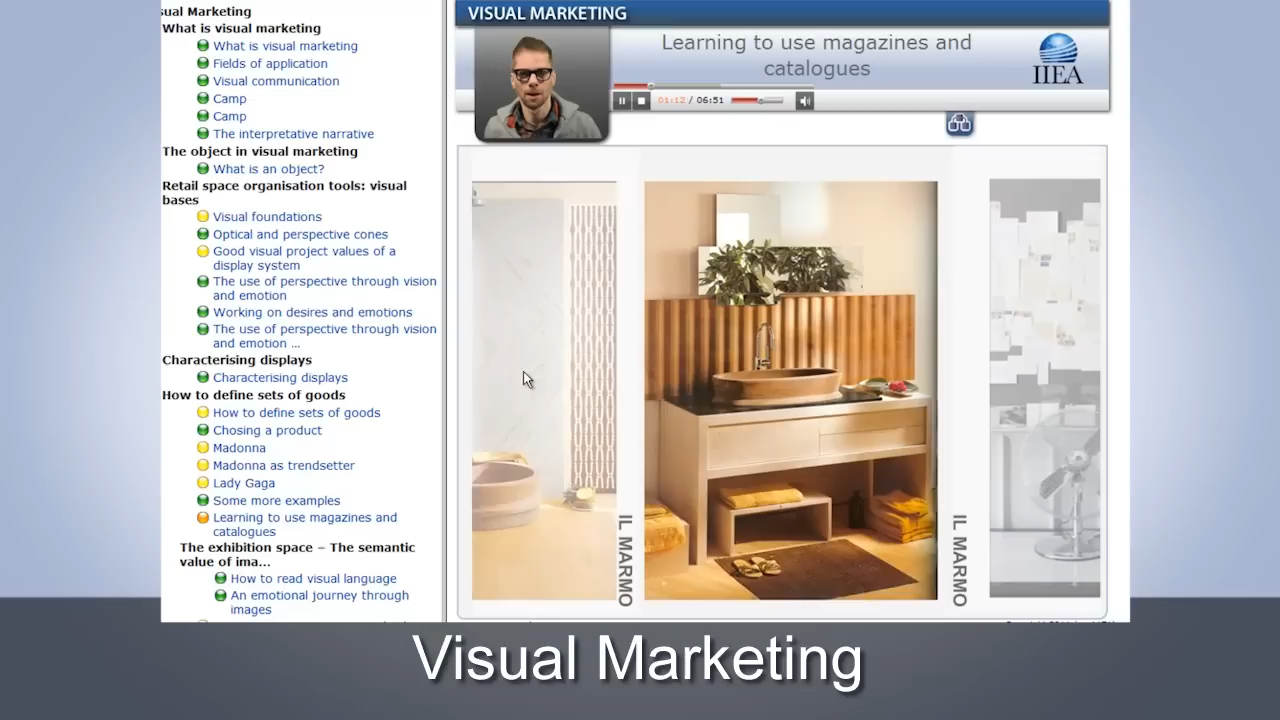 sual Marketing
What is visual marketing
What is visual marketing
Fields of application
Visual communication
Camp
Camp
The interpretative narrative
The object in visual marketing
What is an object?
Retail space organisation tools: visual
bases
Visual foundations
Optical and perspective cones
Good visual project values of a
display system
The use of perspective through vision
and emotion
Working on desires and emotions
The use of perspective through vision
and emotion ...
Characterising displays
Characterising displays
How to define sets of goods
How to define sets of goods
Chosing a product
Madonna
Madonna as trendsetter
Lady Gaga
Some more examples
Learning to use magazines and
catalogues
The exhibition space – The semantic
value of ima...
How to read visual language
An emotional journey through
images
VISUAL MARKETING
Learning to use magazines and
catalogues
IIEA
01:12 / 06:51
IL MARMO
IL MARMO
Visual Marketing